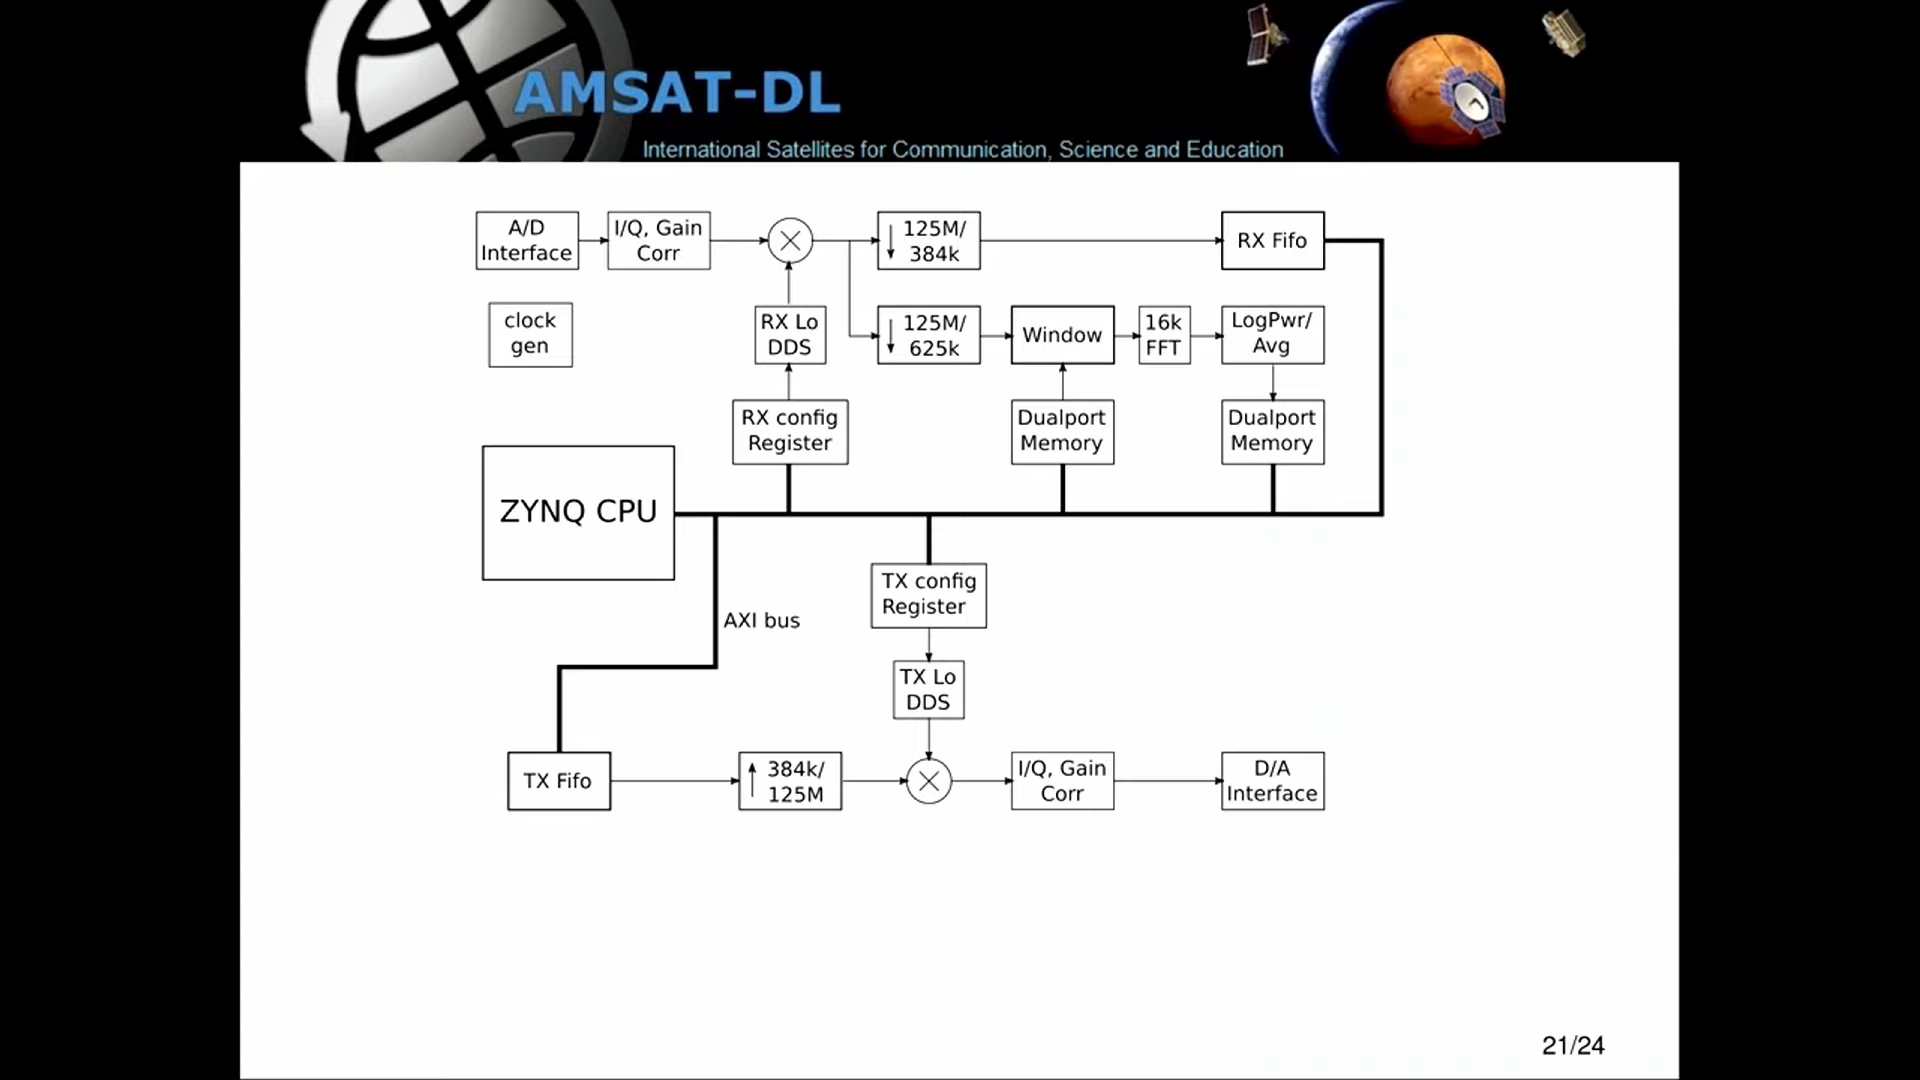 AMSAT-DL
International Satellites for Communication, Science and Education
A/D
Interface
I/Q, Gain
Corr
125M/
384k
RX Fifo
clock
gen
RX Lo
DDS
125M/
625k
Window
16k
FFT
LogPwr/
Avg
RX config
Register
Dualport
Memory
Dualport
Memory
ZYNQ CPU
AXI bus
TX config
Register
TX Lo
DDS
TX Fifo
384k/
125M
I/Q, Gain
Corr
D/A
Interface
21/24